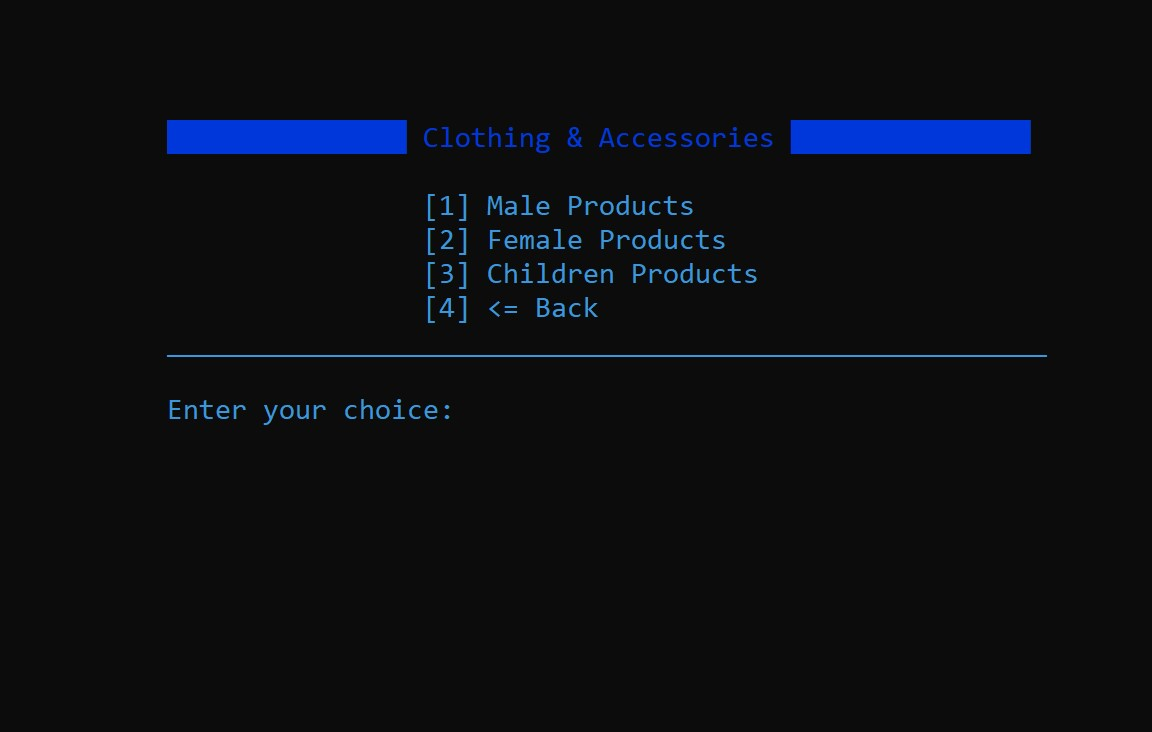 Clothing & Accessories
[1] Male Products
[2] Female Products
[3] Children Products
[4] <= Back
Enter your choice: